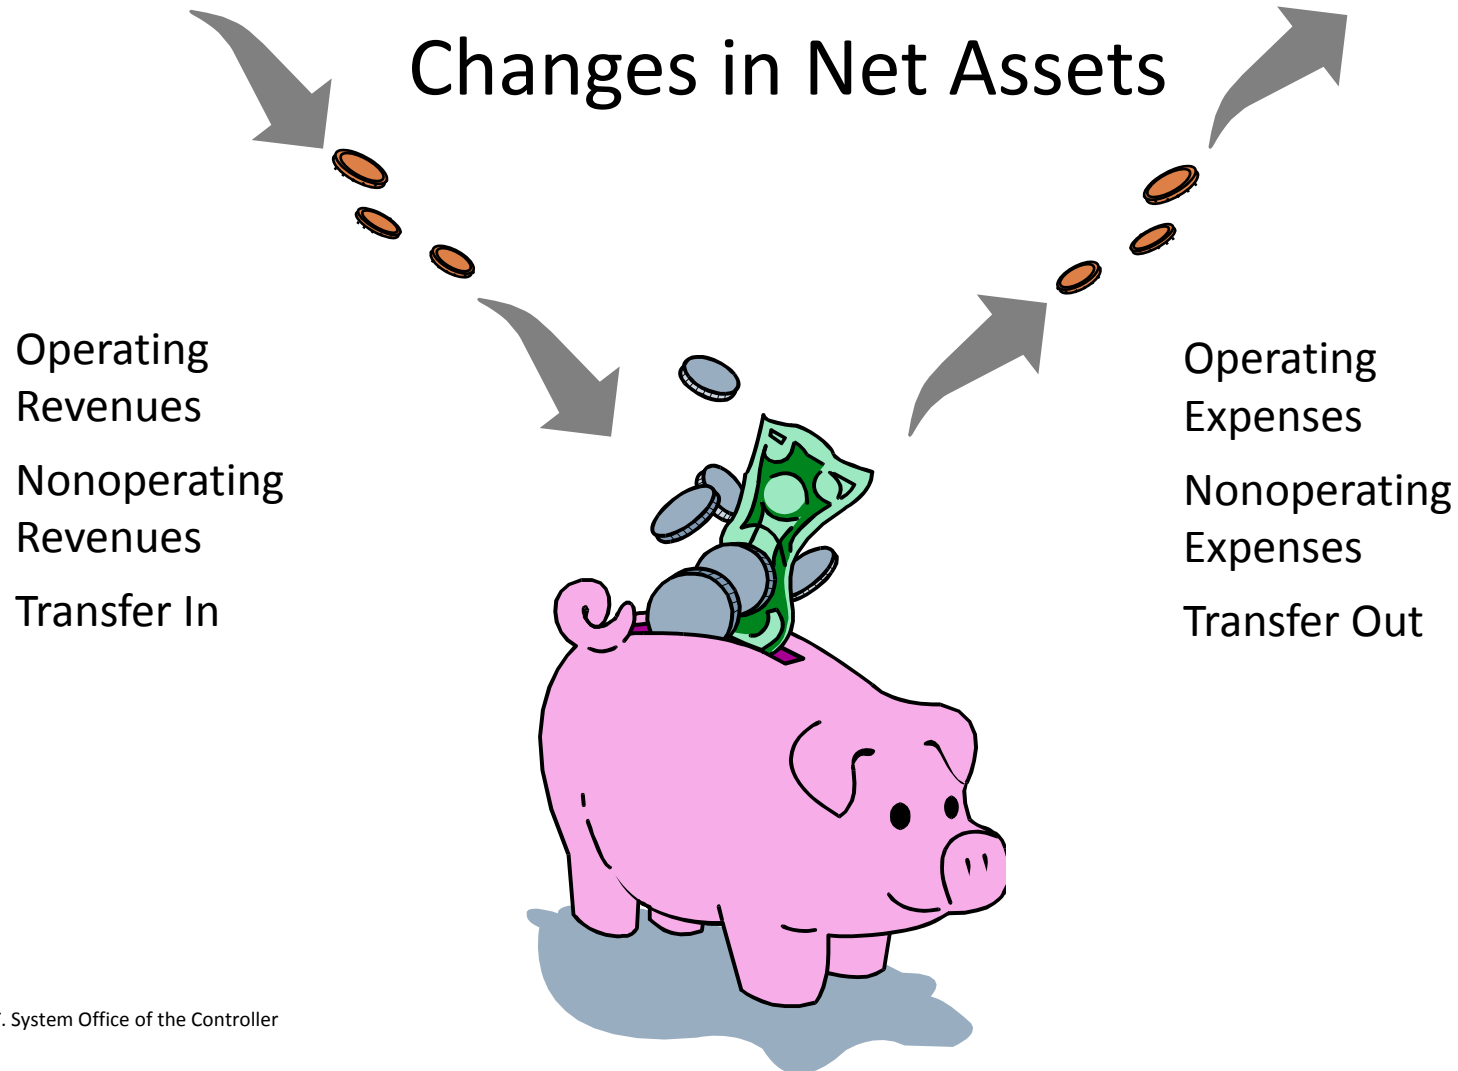 Changes in Net Assets
Operating
Revenues
Nonoperating
Revenues
Transfer In
Operating
Expenses
Nonoperating
Expenses
Transfer Out
. System Office of the Controller